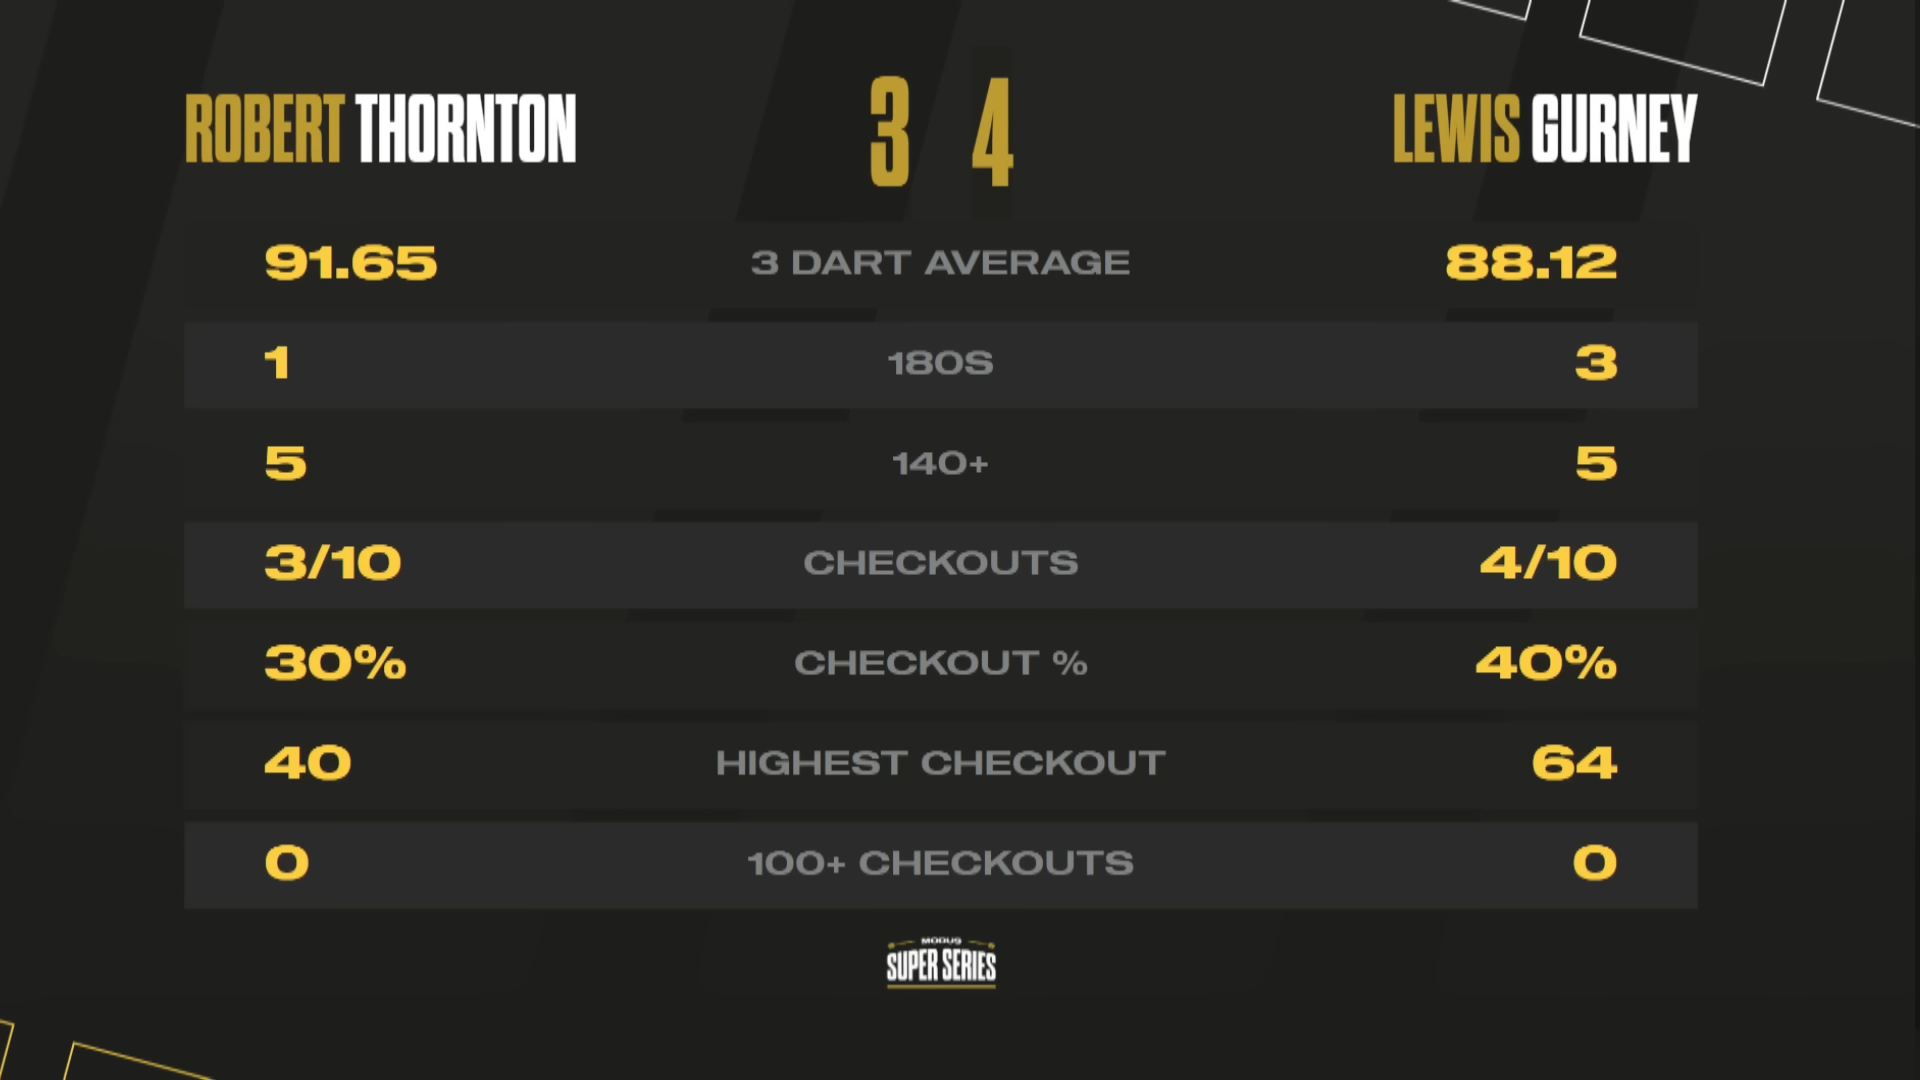 ROBERT THORNTON 3 4 LEWIS GURNEY
91.65 3 DART AVERAGE 88.12
1 180S 3
5 140+ 5
3/10 CHECKOUTS 4/10
30% CHECKOUT % 40%
40 HIGHEST CHECKOUT 64
0 100+ CHECKOUTS 0
MODUS
SUPER SERIES